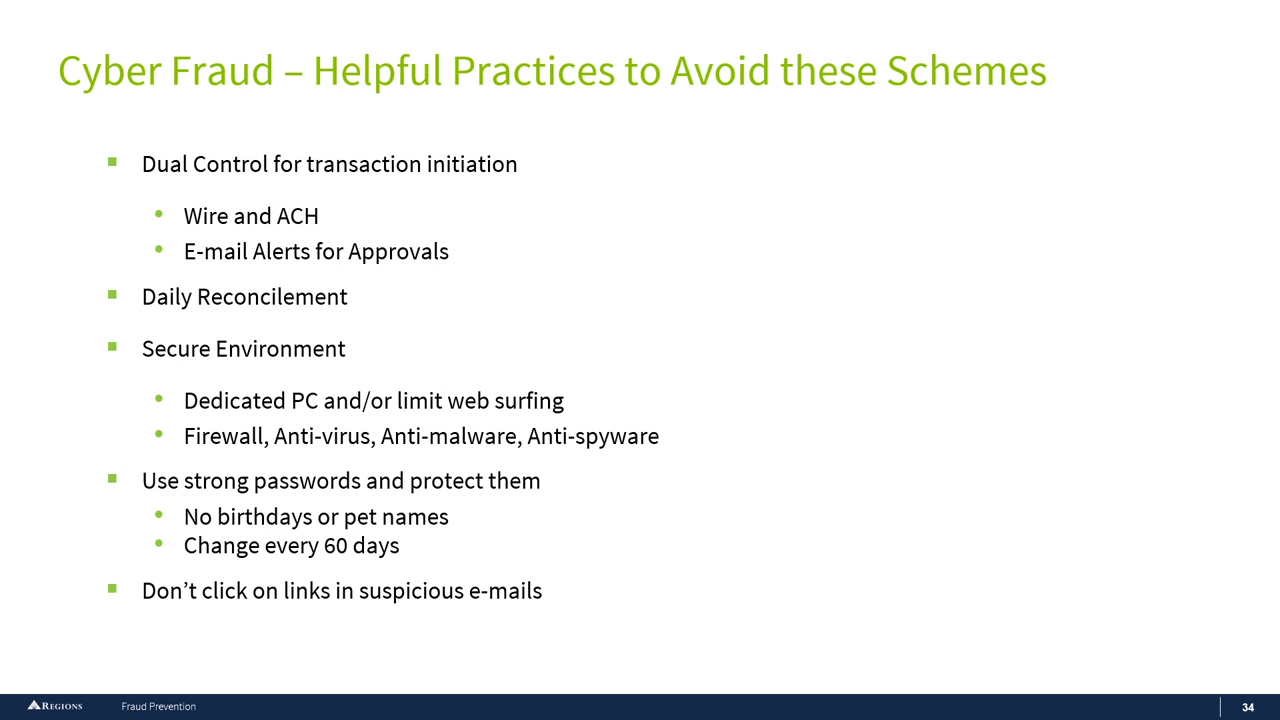 Cyber Fraud – Helpful Practices to Avoid these Schemes
▪ Dual Control for transaction initiation
• Wire and ACH
• E-mail Alerts for Approvals
▪ Daily Reconcilement
▪ Secure Environment
• Dedicated PC and/or limit web surfing
• Firewall, Anti-virus, Anti-malware, Anti-spyware
▪ Use strong passwords and protect them
• No birthdays or pet names
• Change every 60 days
▪ Don’t click on links in suspicious e-mails
REGIONS Fraud Prevention 34